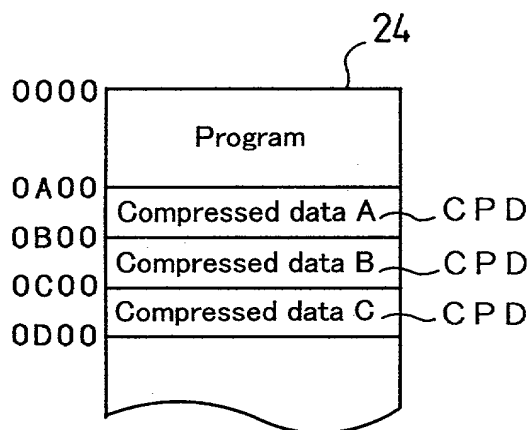 24
0000
Program
0A00
Compressed data A CPD
0B00
Compressed data B CPD
0C00
Compressed data C CPD
0D00